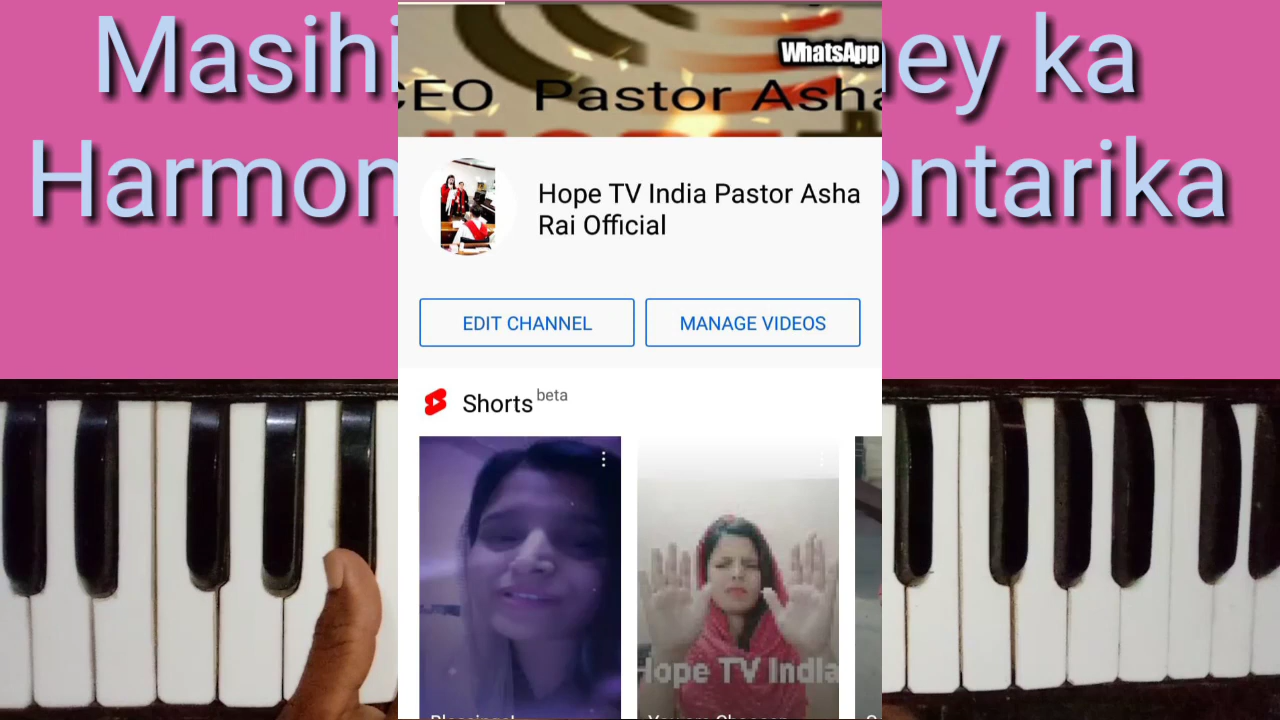 Masihi
ey ka
Harmon
ontarika
WhatsApp
EO Pastor Asha
Hope TV India Pastor Asha
Rai Official
EDIT CHANNEL
MANAGE VIDEOS
Shorts beta
Hope TV India